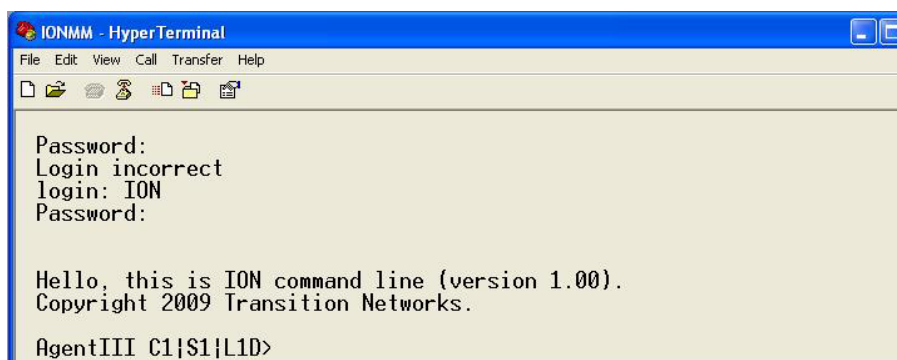 IONMM - HyperTerminal
File Edit View Call Transfer Help
Password:
Login incorrect
login: ION
Password:
Hello, this is ION command line (version 1.00).
Copyright 2009 Transition Networks.
AgentIII C1|S1|L1D>